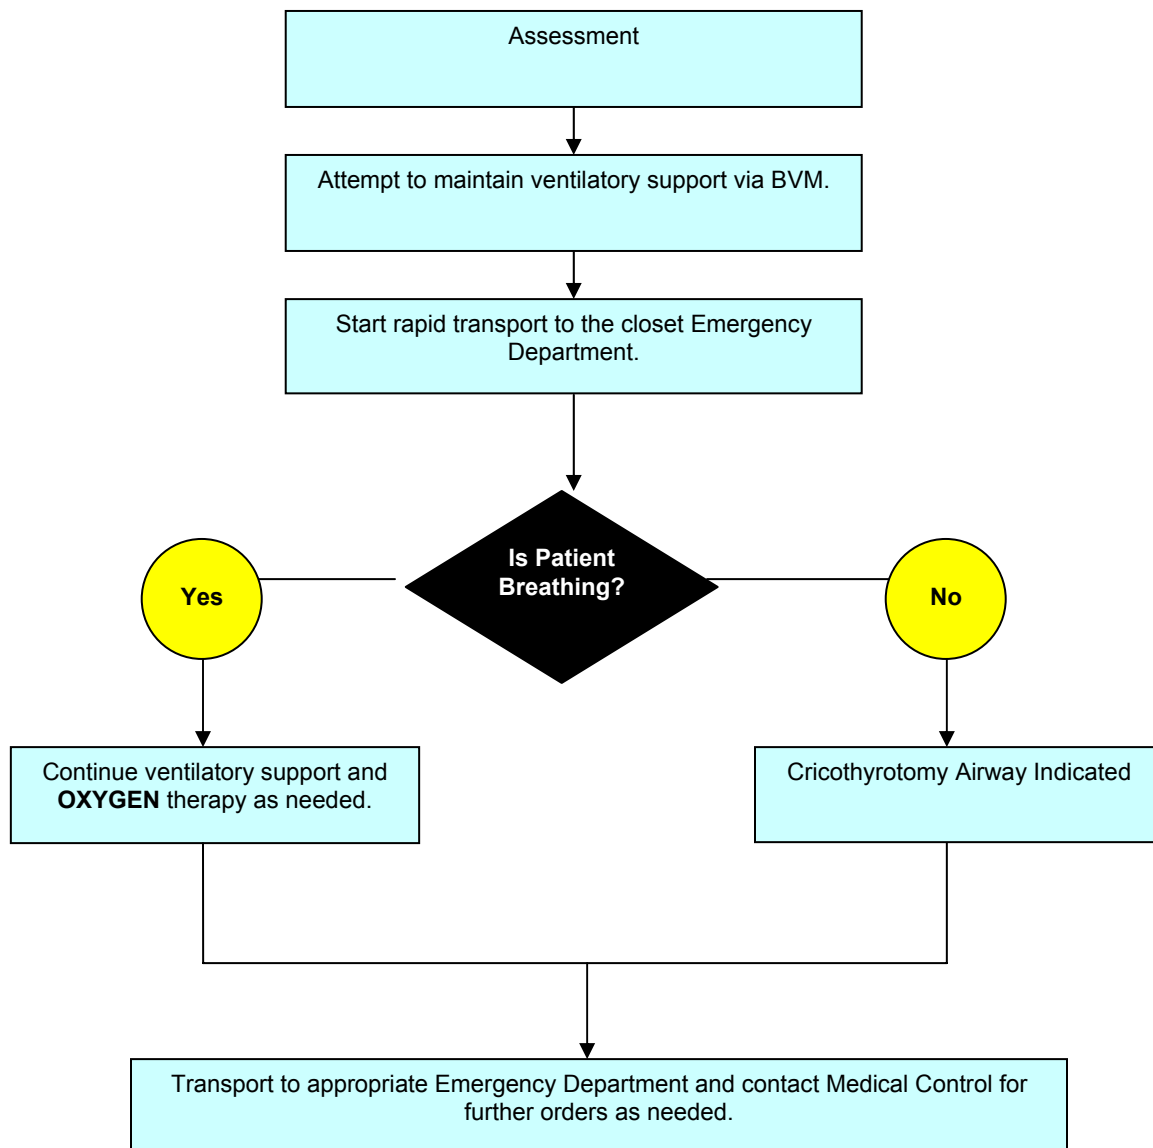 Assessment
Attempt to maintain ventilatory support via BVM.
Start rapid transport to the closet Emergency
Department.
Is Patient
Breathing?
Yes
No
Continue ventilatory support and
OXYGEN therapy as needed.
Cricothyrotomy Airway Indicated
Transport to appropriate Emergency Department and contact Medical Control for
further orders as needed.